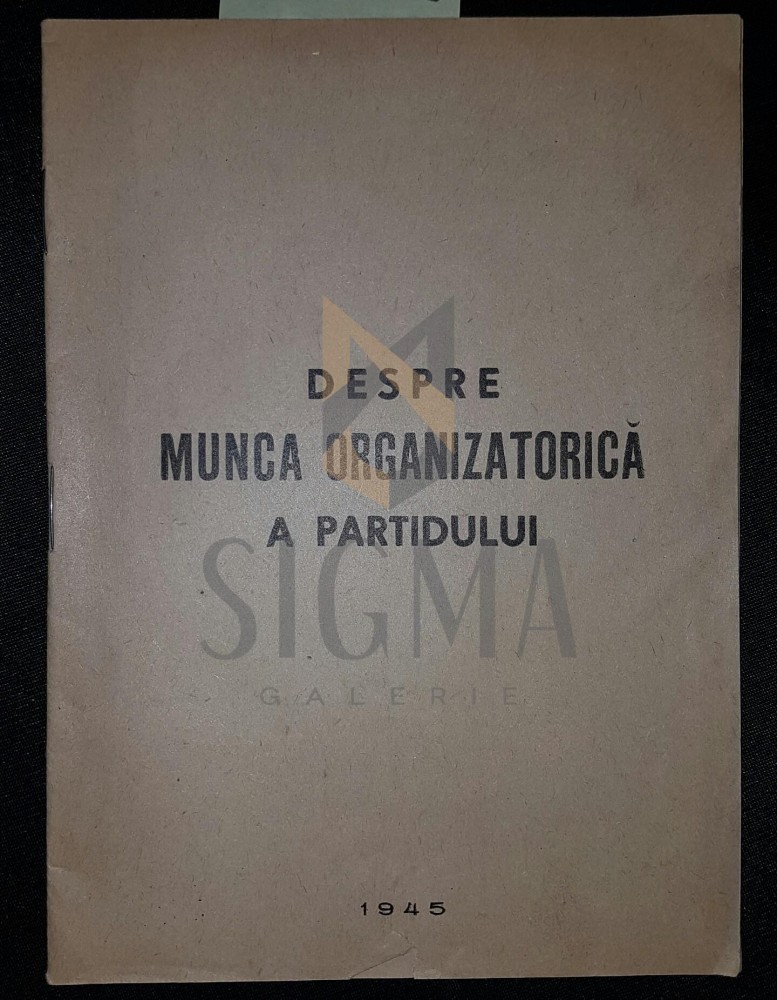 DESPRE
MUNCA ORGANIZATORICĂ
A PARTIDULUI
SIGMA
GALERIE
1945